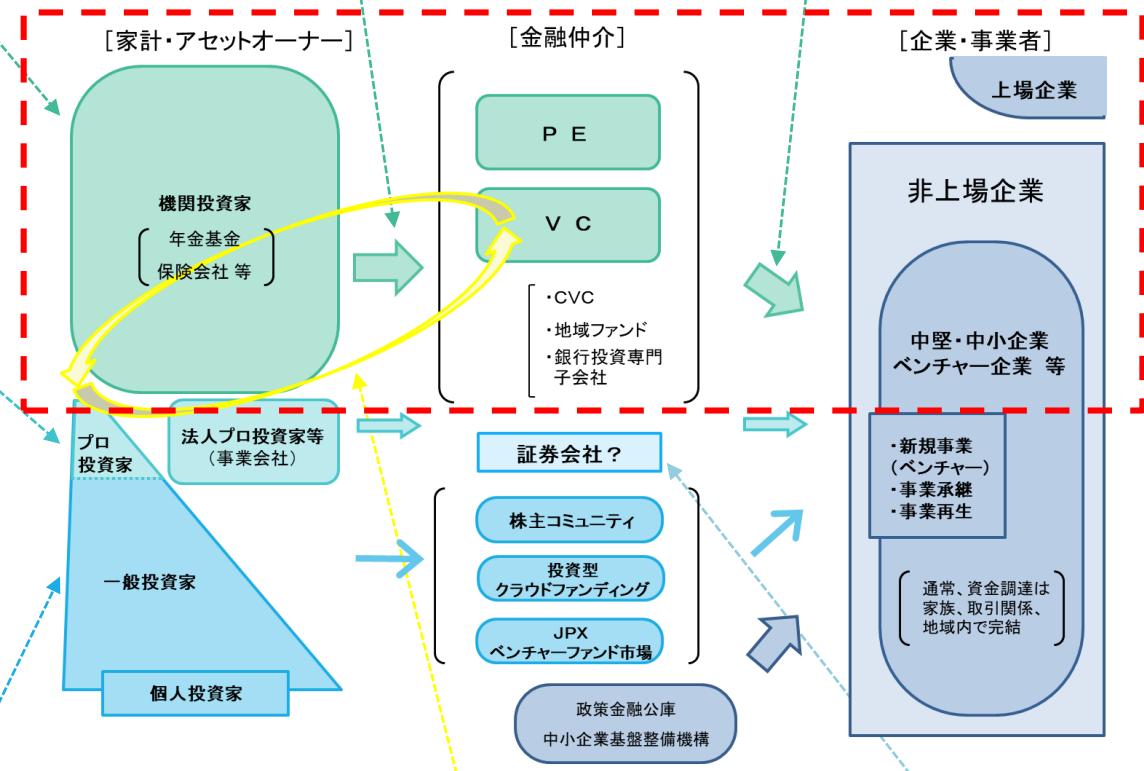 [家計・アセットオーナー]
[金融仲介]
[企業・事業者]
上場企業
PE
非上場企業
機関投資家
年金基金
保険会社 等
VC
・CVC
・地域ファンド
・銀行投資専門
子会社
中堅・中小企業
ベンチャー企業 等
プロ
投資家
法人プロ投資家等
（事業会社）
証券会社？
・新規事業
（ベンチャー）
・事業承継
・事業再生
株主コミュニティ
一般投資家
投資型
クラウドファンディング
通常、資金調達は
家族、取引関係、
地域内で完結
JPX
ベンチャーファンド市場
個人投資家
政策金融公庫
中小企業基盤整備機構